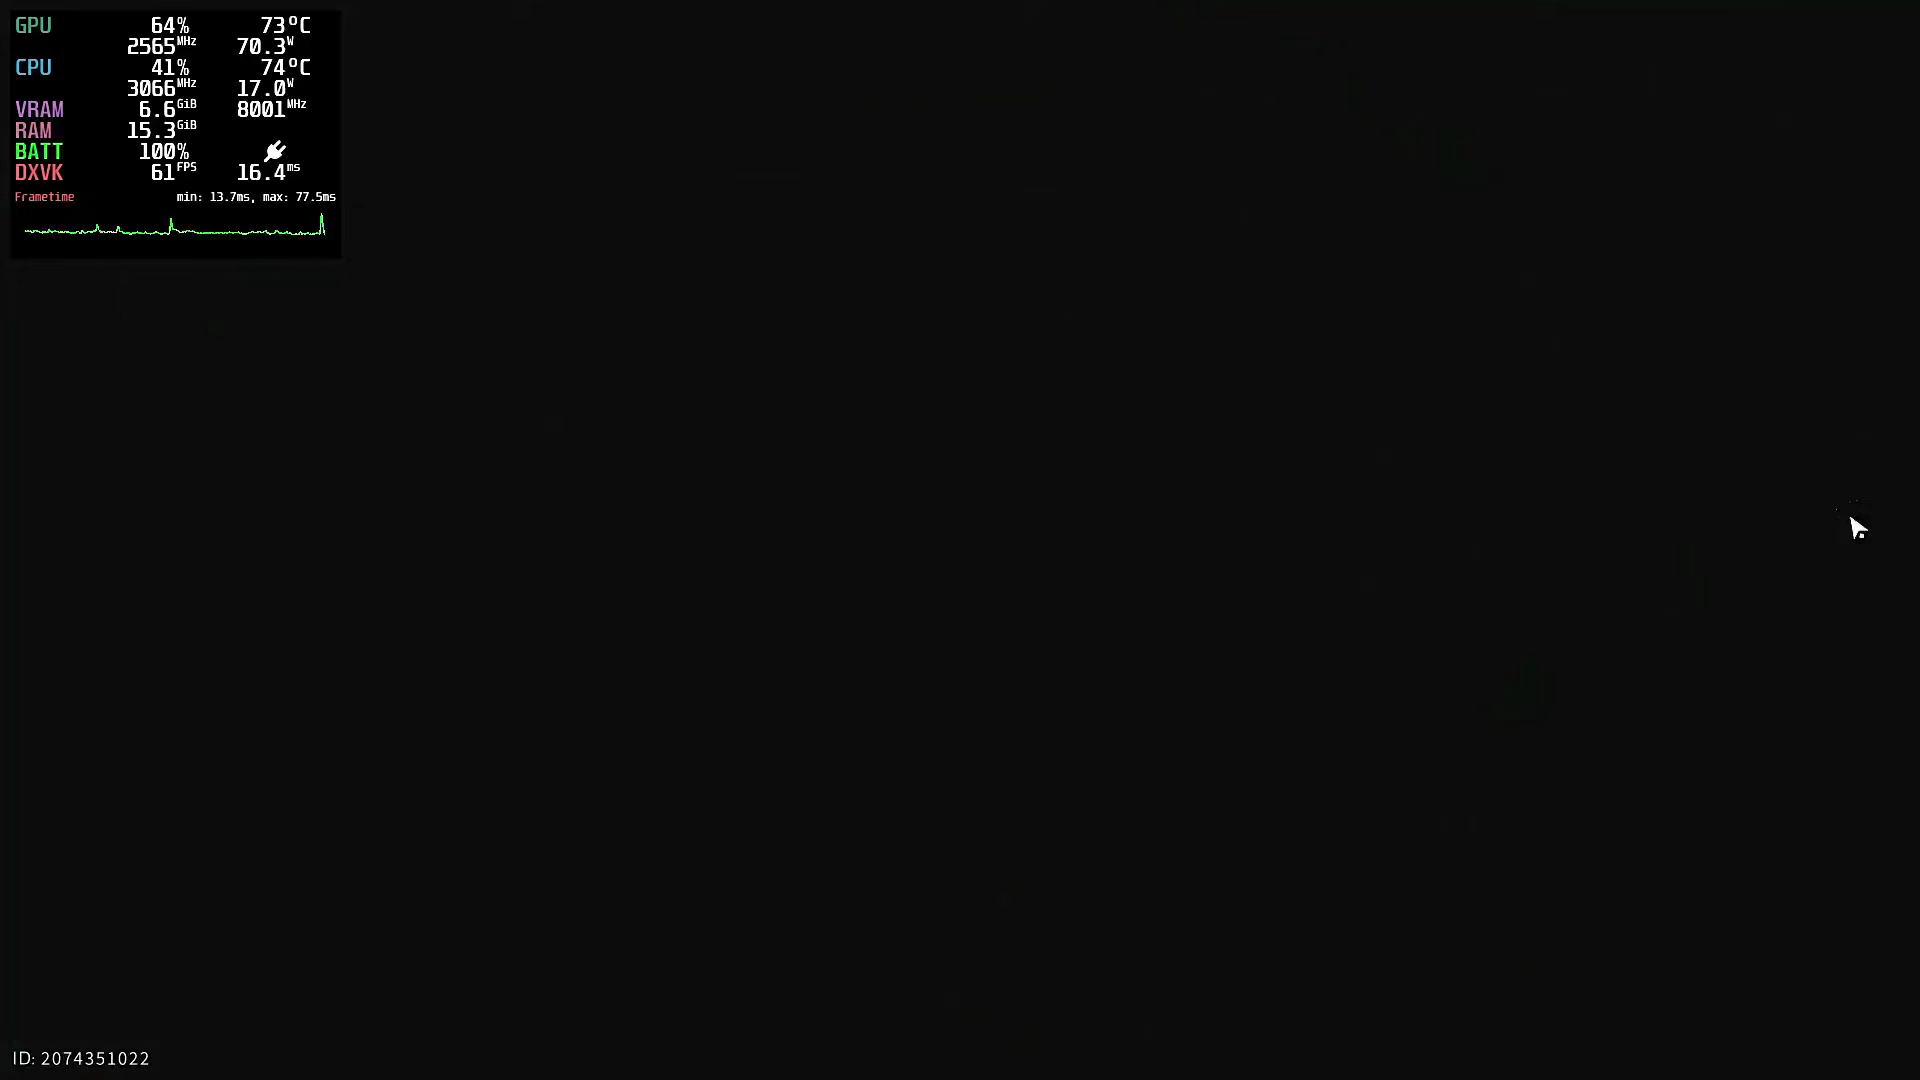 GPU 64% 73°C
2565MHz 70.3W
CPU 41% 74°C
3066MHz 17.0W
VRAM 6.6GiB 8001MHz
RAM 15.3GiB
BATT 100%
DXVK 61FPS 16.4ms
Frametime min: 13.7ms, max: 77.5ms
ID: 2074351022